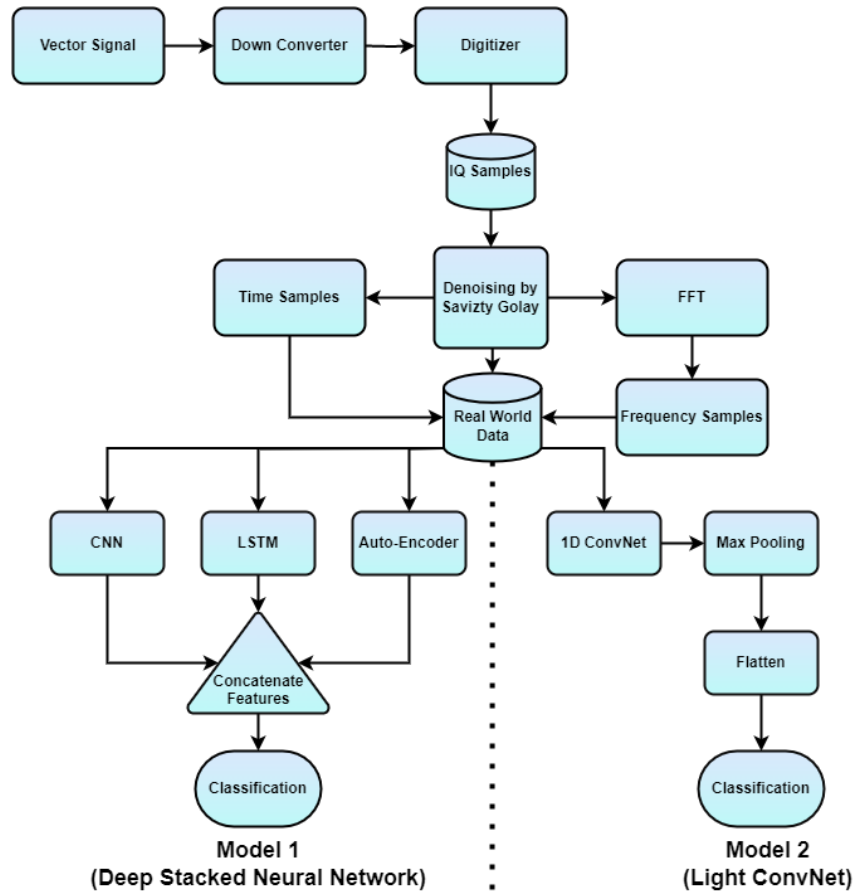 Vector Signal
Down Converter
Digitizer
IQ Samples
Time Samples
Denoising by
Savizty Golay
FFT
Real World
Data
Frequency Samples
CNN
LSTM
Auto-Encoder
1D ConvNet
Max Pooling
Concatenate
Features
Flatten
Classification
Classification
Model 1
(Deep Stacked Neural Network)
Model 2
(Light ConvNet)